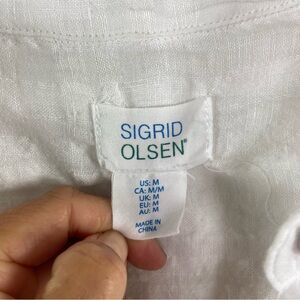 SIGRID
OLSEN®
US: M
CA: M/M
UK: M
EU: M
AU: M
MADE IN
CHINA